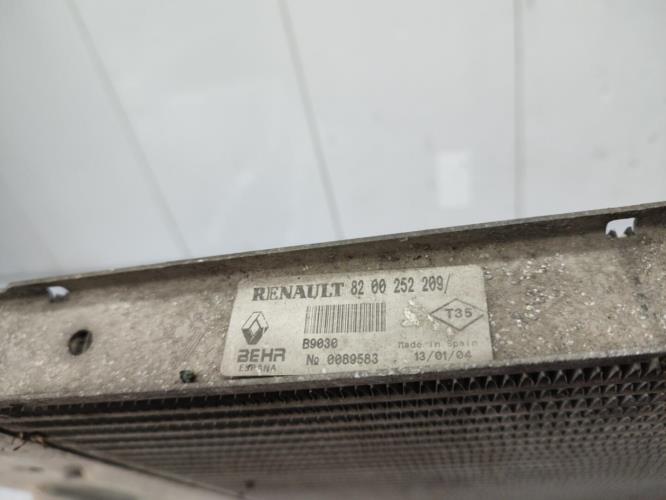 RENAULT 82 00 252 209/
T35
B9030
BEHR
ESPAÑA
№ 0089583
Made in Spain
13/01/04